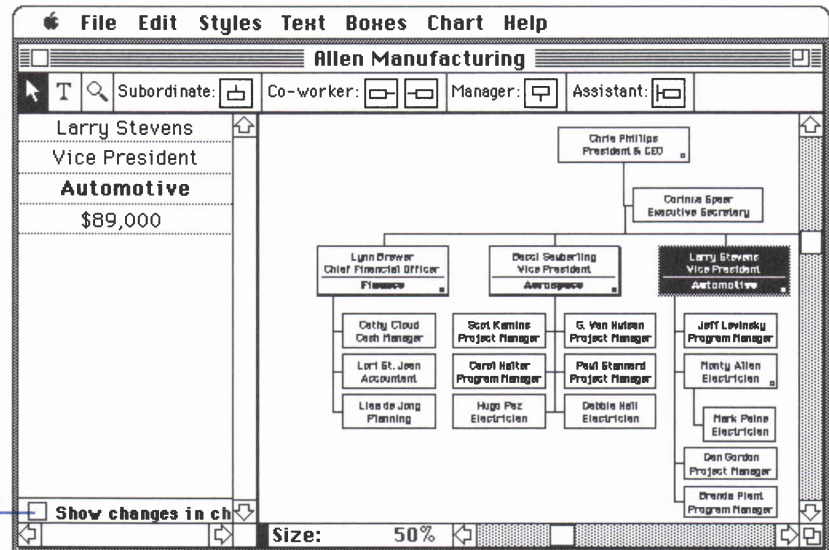 File Edit Styles Text Boxes Chart Help
Allen Manufacturing
T Subordinate: Co-worker: Manager: Assistant:
Larry Stevens
Vice President
Automotive
$89,000
Show changes in ch
Chris Phillips
President & CEO
Corinna Speer
Executive Secretary
Lynn Brewer
Chief Financial Officer
Finance
Vice President
Aerospace
Larry Stevens
Vice President
Automotive
Cathy Cloud
Cash Manager
Lori St. Jean
Accountant
Lisa de Jong
Planning
Scot Kamins
Project Manager
Carol Halter
Program Manager
Hugo Paz
Electrician
G. Van Hulsen
Project Manager
Paul Stannard
Project Manager
Debbie Hall
Electrician
Jeff Levinsky
Program Manager
Monty Allen
Electrician
Mark Paine
Electrician
Dan Gordon
Project Manager
Brenda Plant
Program Manager
Size: 50%